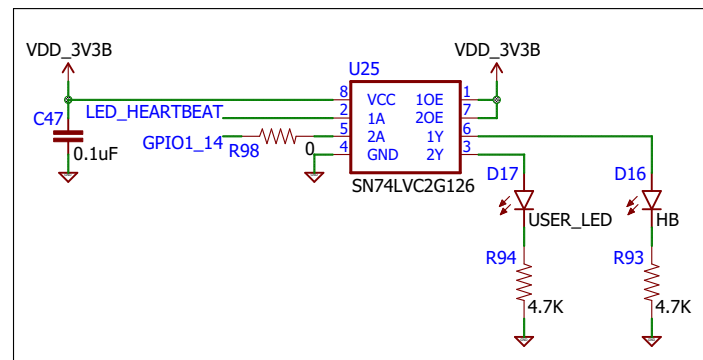 VDD_3V3B
VDD_3V3B
U25
8 VCC 1OE 1
LED_HEARTBEAT 2 1A 2OE 7
C47
GPIO1_14 5 2A 1Y 6
R98 0 4 GND 2Y 3
0.1uF
SN74LVC2G126
D17 D16
USER_LED HB
R94 R93
4.7K 4.7K